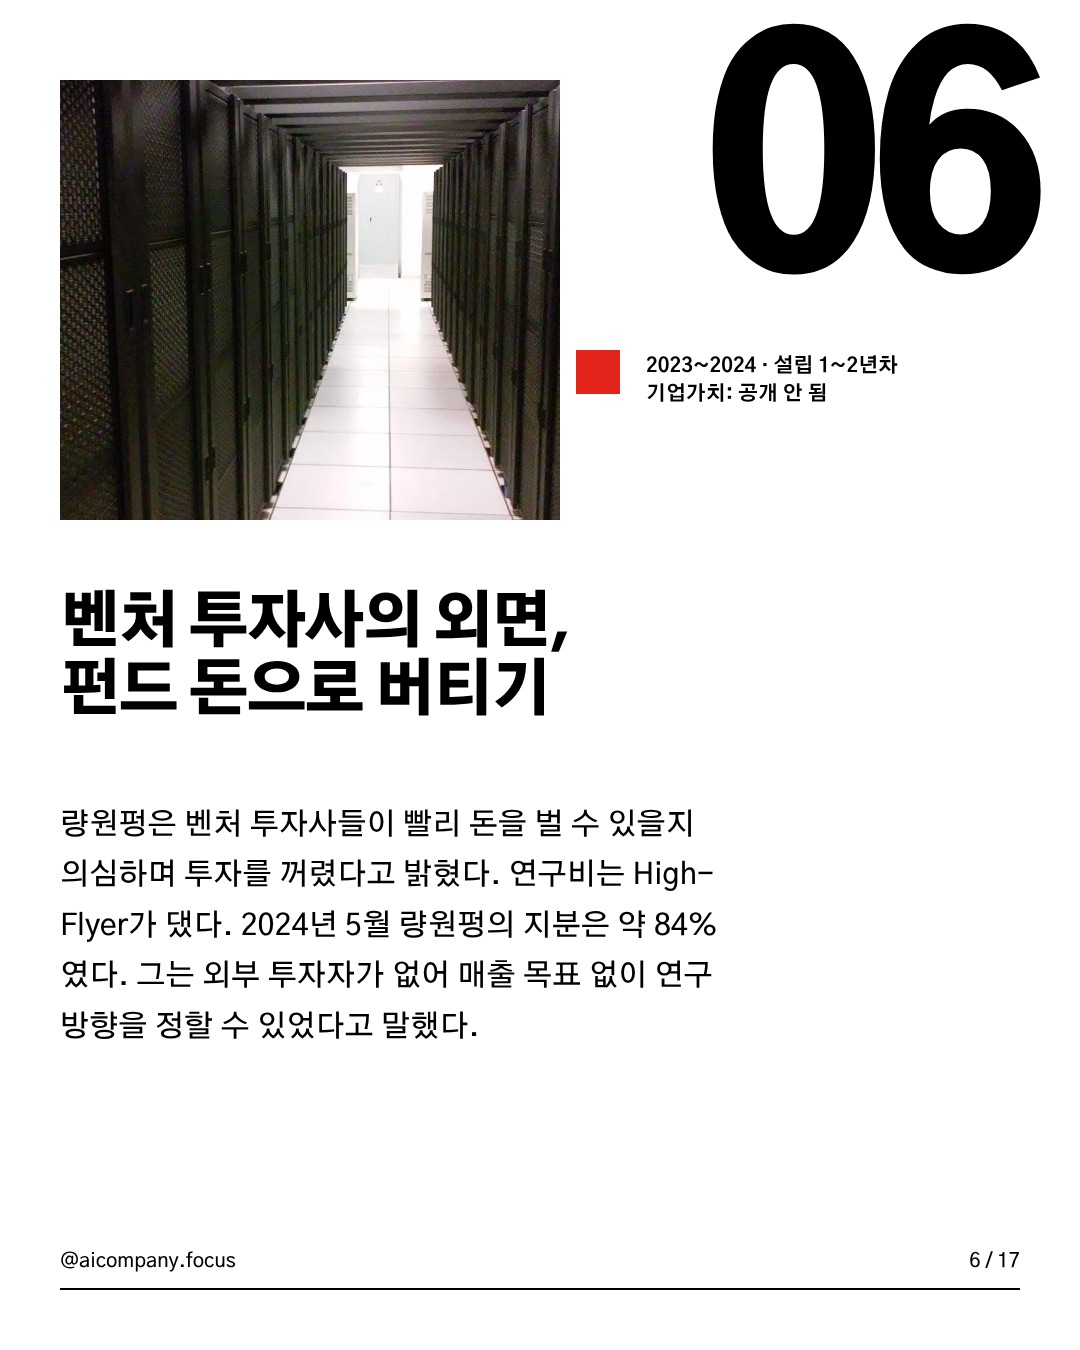 06
2023~2024 · 설립 1~2년차
기업가치: 공개 안 됨
벤처 투자사의 외면,
펀드 돈으로 버티기
량원펑은 벤처 투자사들이 빨리 돈을 벌 수 있을지
의심하며 투자를 꺼렸다고 밝혔다. 연구비는 High-
Flyer가 댔다. 2024년 5월 량원펑의 지분은 약 84%
였다. 그는 외부 투자자가 없어 매출 목표 없이 연구
방향을 정할 수 있었다고 말했다.
@aicompany.focus
6 / 17